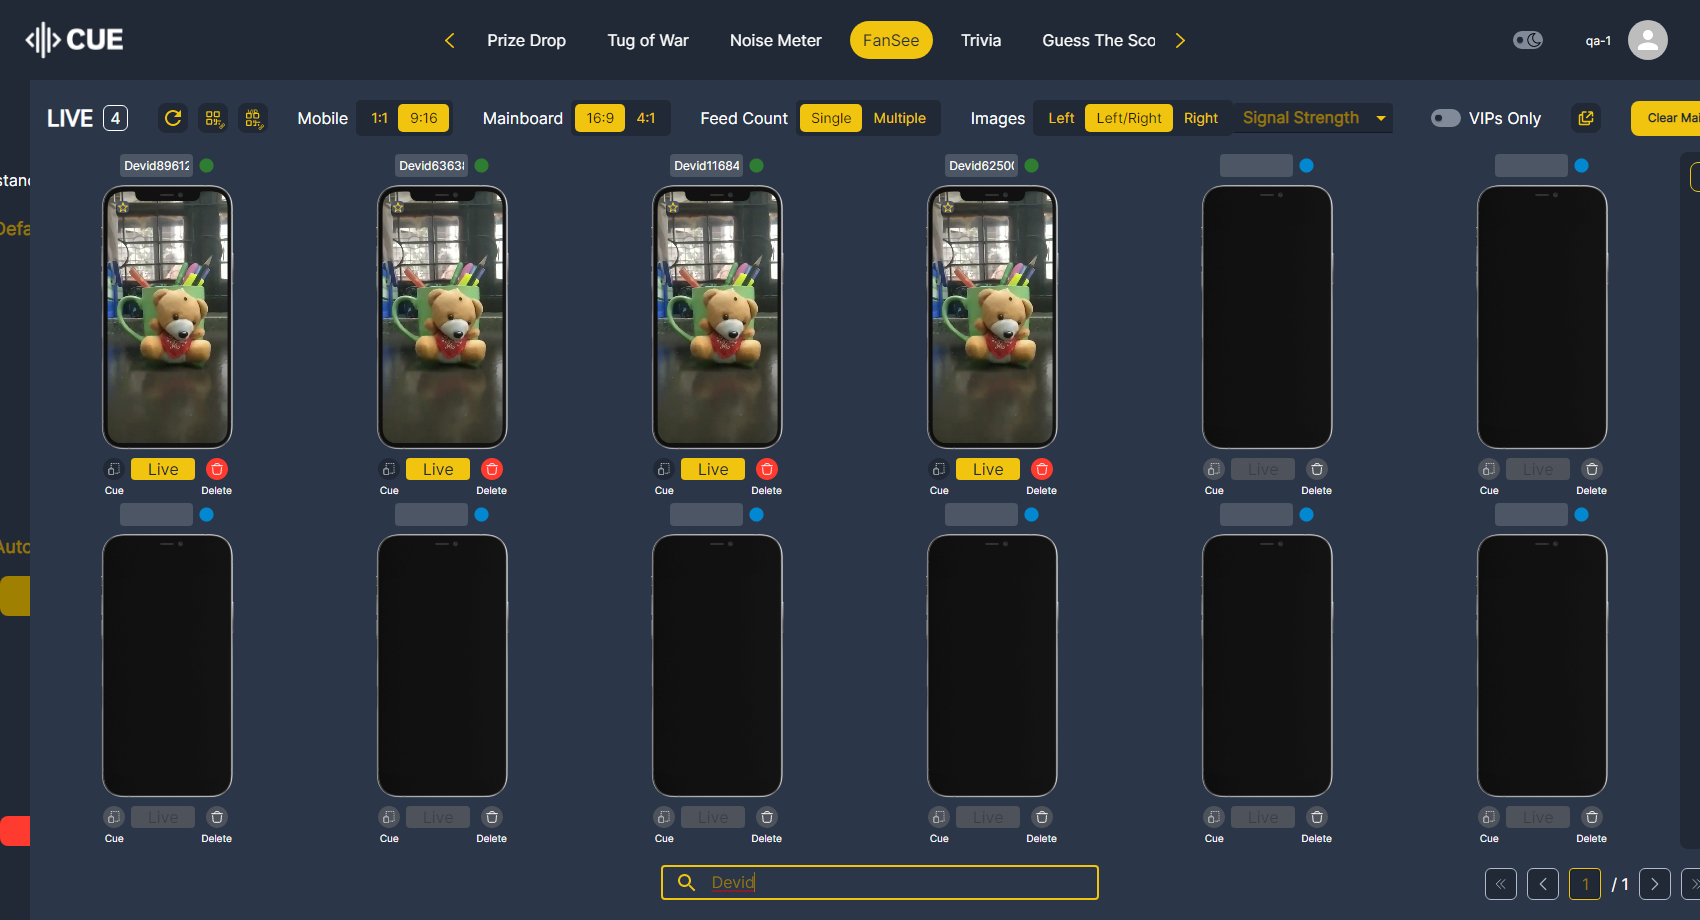 CUE
Prize Drop Tug of War Noise Meter FanSee Trivia Guess The Sco
qa-1
LIVE 4 Mobile 1:1 9:16 Mainboard 16:9 4:1 Feed Count Single Multiple Images Left Left/Right Right Signal Strength VIPs Only Clear Mai
Devid89612 Devid6363 Devid11684 Devid6250
Live Live Live Live Live Live
Cue Delete Cue Delete Cue Delete Cue Delete Cue Delete Cue Delete
Live Live Live Live Live Live
Cue Delete Cue Delete Cue Delete Cue Delete Cue Delete Cue Delete
stand
Defa
Auto
Devid
1 / 1